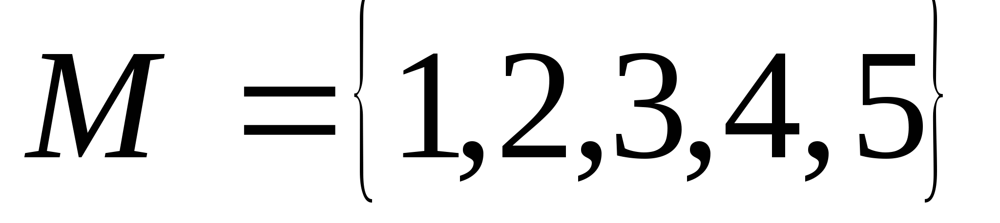 M = {1, 2, 3, 4, 5}